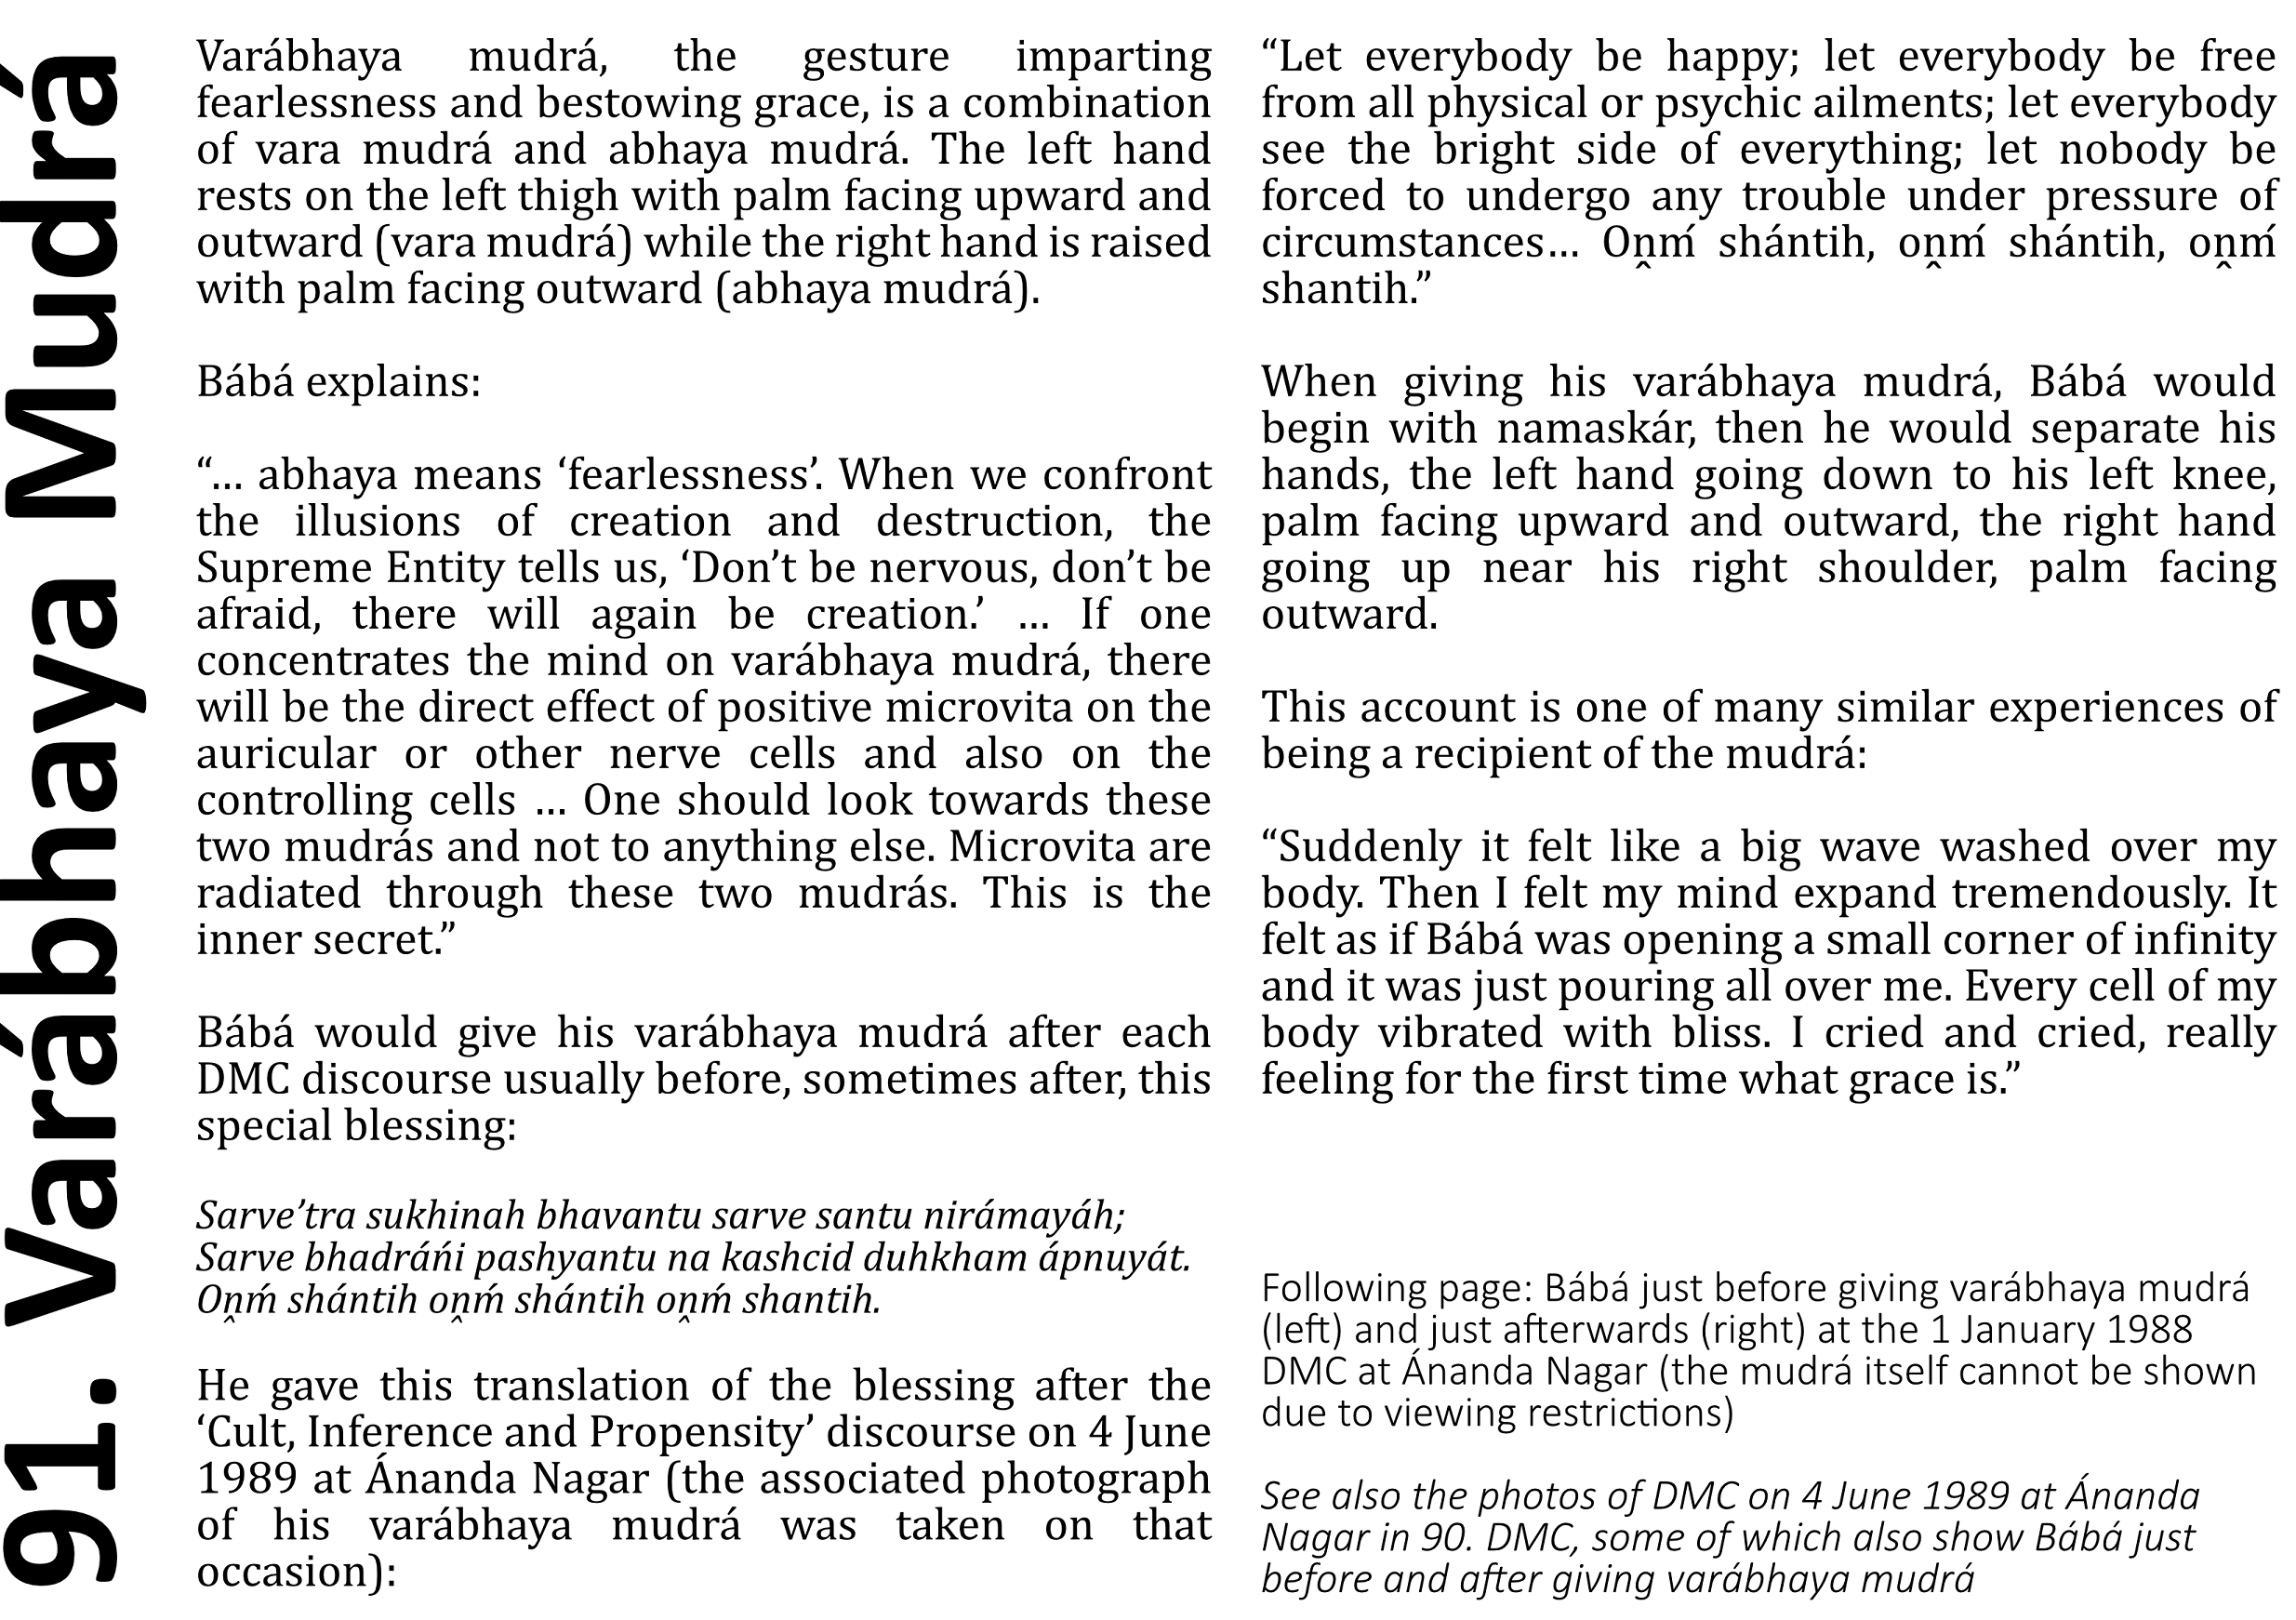 91. Varábhaya Mudrá
Varábhaya mudrá, the gesture imparting
fearlessness and bestowing grace, is a combination
of vara mudrá and abhaya mudrá. The left hand
rests on the left thigh with palm facing upward and
outward (vara mudrá) while the right hand is raised
with palm facing outward (abhaya mudrá).
Bábá explains:
“... abhaya means ‘fearlessness’. When we confront
the illusions of creation and destruction, the
Supreme Entity tells us, ‘Don’t be nervous, don’t be
afraid, there will again be creation.’ ... If one
concentrates the mind on varábhaya mudrá, there
will be the direct effect of positive microvita on the
auricular or other nerve cells and also on the
controlling cells ... One should look towards these
two mudrás and not to anything else. Microvita are
radiated through these two mudrás. This is the
inner secret.”
Bábá would give his varábhaya mudrá after each
DMC discourse usually before, sometimes after, this
special blessing:
Sarve’tra sukhinah bhavantu sarve santu nirámayáh;
Sarve bhadráńi pashyantu na kashcid duhkham ápnuyát.
Oṋḿ shántih oṋḿ shántih oṋḿ shantih.
He gave this translation of the blessing after the
‘Cult, Inference and Propensity’ discourse on 4 June
1989 at Ánanda Nagar (the associated photograph
of his varábhaya mudrá was taken on that
occasion):
“Let everybody be happy; let everybody be free
from all physical or psychic ailments; let everybody
see the bright side of everything; let nobody be
forced to undergo any trouble under pressure of
circumstances... Oṋḿ shántih, oṋḿ shántih, oṋḿ
shantih.”
When giving his varábhaya mudrá, Bábá would
begin with namaskár, then he would separate his
hands, the left hand going down to his left knee,
palm facing upward and outward, the right hand
going up near his right shoulder, palm facing
outward.
This account is one of many similar experiences of
being a recipient of the mudrá:
“Suddenly it felt like a big wave washed over my
body. Then I felt my mind expand tremendously. It
felt as if Bábá was opening a small corner of infinity
and it was just pouring all over me. Every cell of my
body vibrated with bliss. I cried and cried, really
feeling for the first time what grace is.”
Following page: Bábá just before giving varábhaya mudrá
(left) and just afterwards (right) at the 1 January 1988
DMC at Ánanda Nagar (the mudrá itself cannot be shown
due to viewing restrictions)
See also the photos of DMC on 4 June 1989 at Ánanda
Nagar in 90. DMC, some of which also show Bábá just
before and after giving varábhaya mudrá